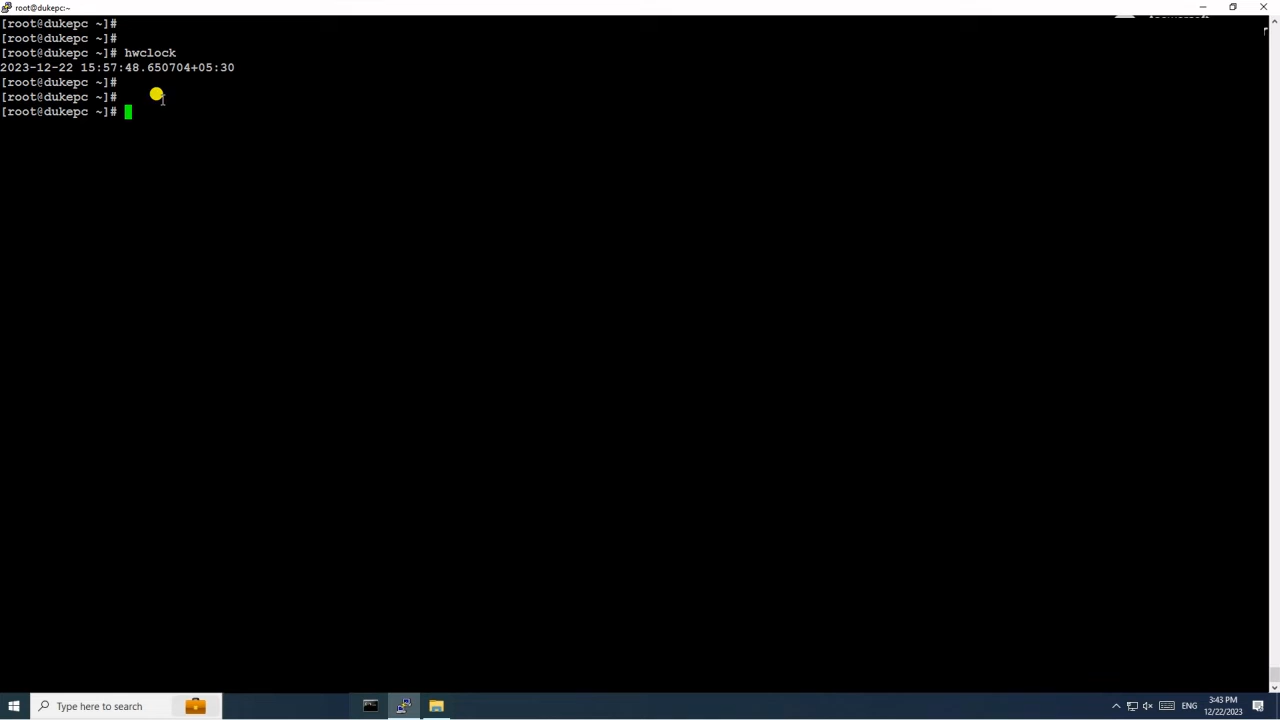 root@dukepc:~
[root@dukepc ~]#
[root@dukepc ~]#
[root@dukepc ~]# hwclock
2023-12-22 15:57:48.650704+05:30
[root@dukepc ~]#
[root@dukepc ~]#
[root@dukepc ~]#
Type here to search
ENG
3:43 PM
12/22/2023